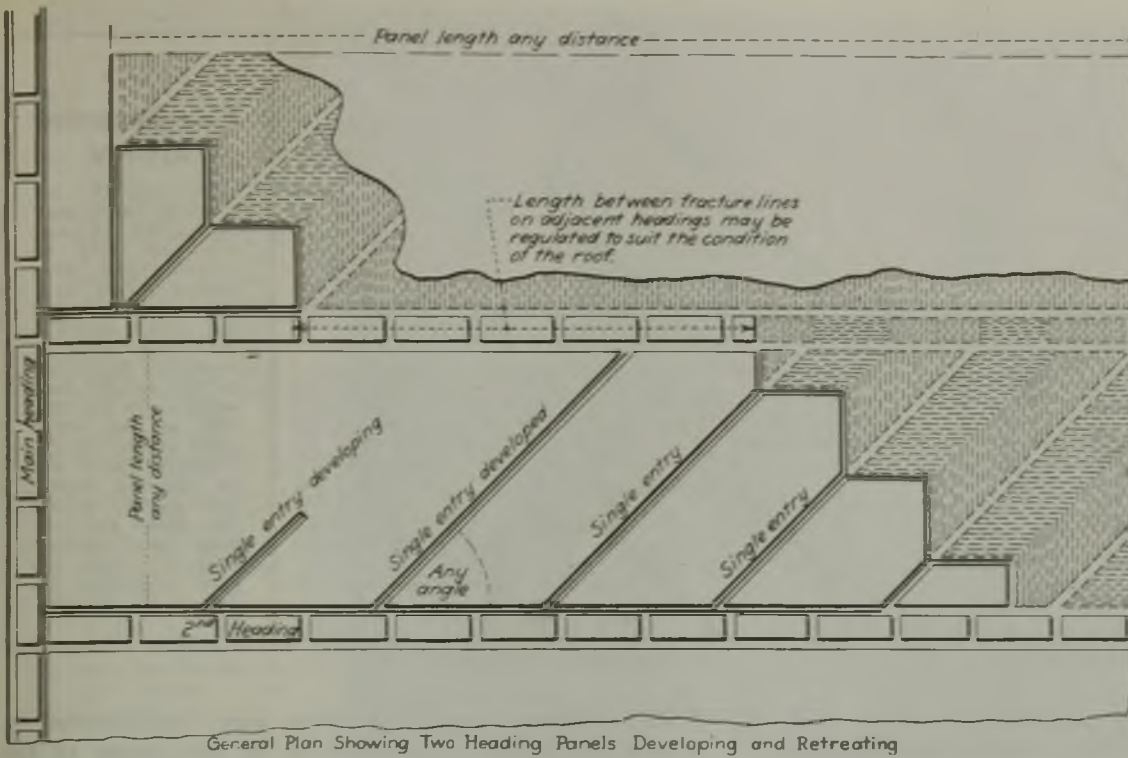 Panel length any distance
Length between fracture lines
on adjacent headings may be
regulated to suit the condition
of the roof.
Main heading
Panel length
any distance
Single entry developing
Single entry developed
Single entry
Single entry
Any
angle
2nd Heading
General Plan Showing Two Heading Panels Developing and Retreating